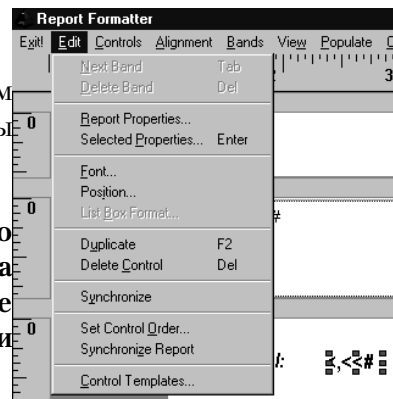 Report Formatter
Exit! Edit Controls Alignment Bands View Populate
Next Band Tab
Delete Band Del
3
м
ы
0
Report Properties...
Selected Properties... Enter
Font...
Position...
List Box Format...
0
#
о
Duplicate F2
а
Delete Control Del
е
Synchronize
0
и
Set Control Order...
Synchronize Report
l: <,<<#
Control Templates...